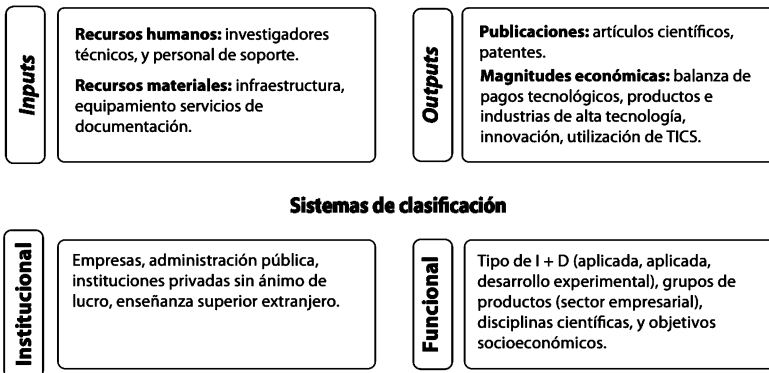 Inputs
Recursos humanos: investigadores
técnicos, y personal de soporte.
Recursos materiales: infraestructura,
equipamiento servicios de
documentación.
Outputs
Publicaciones: artículos científicos,
patentes.
Magnitudes económicas: balanza de
pagos tecnológicos, productos e
industrias de alta tecnología,
innovación, utilización de TICS.
Sistemas de clasificación
Institucional
Empresas, administración pública,
instituciones privadas sin ánimo de
lucro, enseñanza superior extranjero.
Funcional
Tipo de I + D (aplicada, aplicada,
desarrollo experimental), grupos de
productos (sector empresarial),
disciplinas científicas, y objetivos
socioeconómicos.